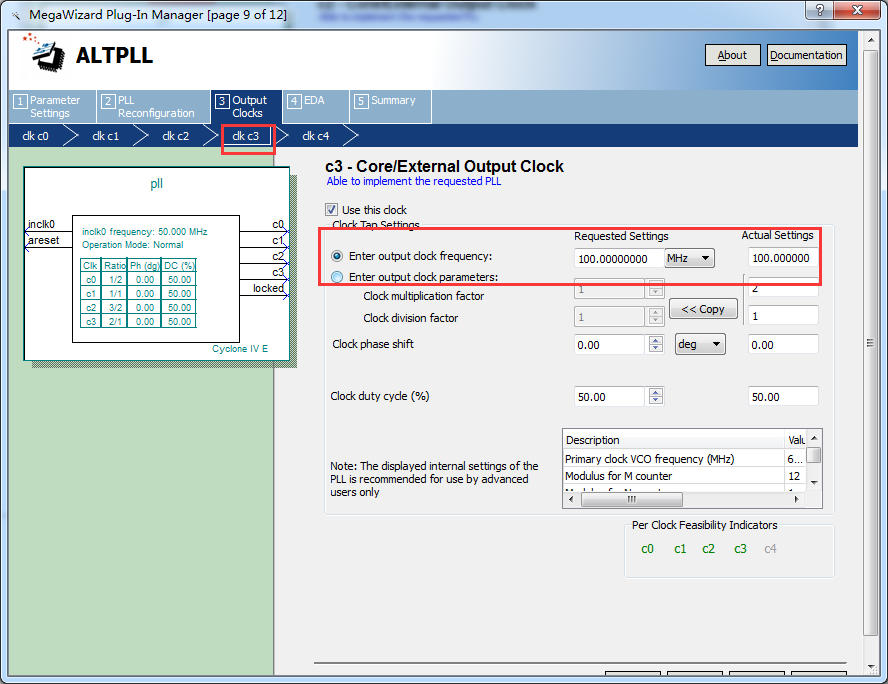 MegaWizard Plug-In Manager [page 9 of 12]
ALTPLL
About
Documentation
1 Parameter Settings
2 PLL Reconfiguration
3 Output Clocks
4 EDA
5 Summary
clk c0
clk c1
clk c2
clk c3
clk c4
pll
inclk0
areset
inclk0 frequency: 50.000 MHz
Operation Mode: Normal
Clk Ratio Ph (dg) DC (%)
c0 1/2 0.00 50.00
c1 1/1 0.00 50.00
c2 3/2 0.00 50.00
c3 2/1 0.00 50.00
c0
c1
c2
c3
locked
Cyclone IV E
c3 - Core/External Output Clock
Able to implement the requested PLL
Use this clock
Clock Tap Settings
Requested Settings
Actual Settings
Enter output clock frequency:
100.00000000
MHz
100.000000
Enter output clock parameters:
Clock multiplication factor
1
2
<< Copy
Clock division factor
1
1
Clock phase shift
0.00
deg
0.00
Clock duty cycle (%)
50.00
50.00
Note: The displayed internal settings of the
PLL is recommended for use by advanced
users only
Description
Primary clock VCO frequency (MHz) 6...
Modulus for M counter 12
Per Clock Feasibility Indicators
c0 c1 c2 c3 c4